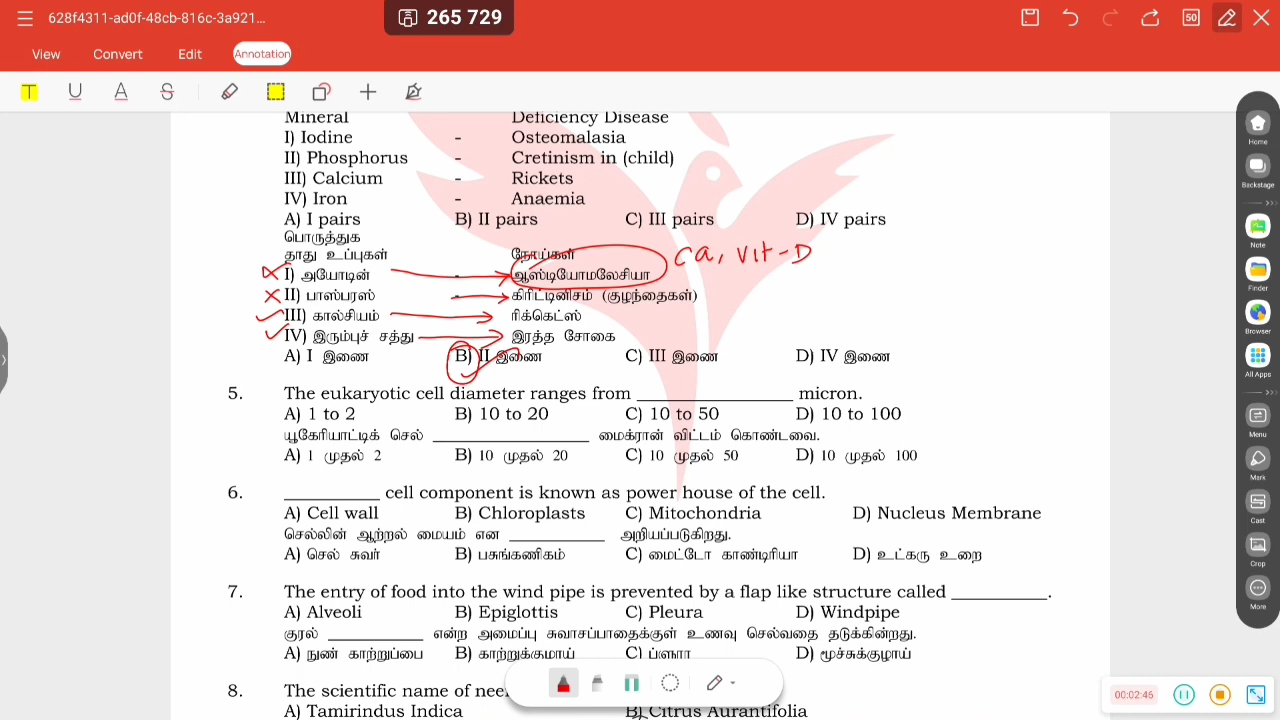 628f4311-ad0f-48cb-816c-3a921...
265 729
50
View Convert Edit Annotation
Mineral Deficiency Disease
I) Iodine - Osteomalasia
II) Phosphorus - Cretinism in (child)
III) Calcium - Rickets
IV) Iron - Anaemia
A) I pairs B) II pairs C) III pairs D) IV pairs
பொருத்துக
தாது உப்புகள் நோய்கள்
Ca, Vit-D
I) அயோடின் - ஆஸ்டியோமலேசியா
II) பாஸ்பரஸ் - கிரிட்டினிசம் (குழந்தைகள்)
III) கால்சியம் ரிக்கெட்ஸ்
IV) இரும்புச் சத்து இரத்த சோகை
A) I இணை B) II இணை C) III இணை D) IV இணை
5. The eukaryotic cell diameter ranges from ________________ micron.
A) 1 to 2 B) 10 to 20 C) 10 to 50 D) 10 to 100
யூகேரியாட்டிக் செல் ________________ மைக்ரான் விட்டம் கொண்டவை.
A) 1 முதல் 2 B) 10 முதல் 20 C) 10 முதல் 50 D) 10 முதல் 100
6. __________ cell component is known as power house of the cell.
A) Cell wall B) Chloroplasts C) Mitochondria D) Nucleus Membrane
செல்லின் ஆற்றல் மையம் என __________ அறியப்படுகிறது.
A) செல் சுவர் B) பசுங்கணிகம் C) மைட்டோ காண்டிரியா D) உட்கரு உறை
7. The entry of food into the wind pipe is prevented by a flap like structure called __________.
A) Alveoli B) Epiglottis C) Pleura D) Windpipe
குரல் __________ என்ற அமைப்பு சுவாசப்பாதைக்குள் உணவு செல்வதை தடுக்கின்றது.
A) நுண் காற்றுப்பை B) காற்றுக்குழாய் C) ப்ளூரா D) மூச்சுக்குழாய்
8. The scientific name of nee
A) Tamirindus Indica B) Citrus Aurantifolia
Home
Backstage
Note
Finder
Browser
All Apps
Menu
Mark
Cast
Crop
More
00:02:46